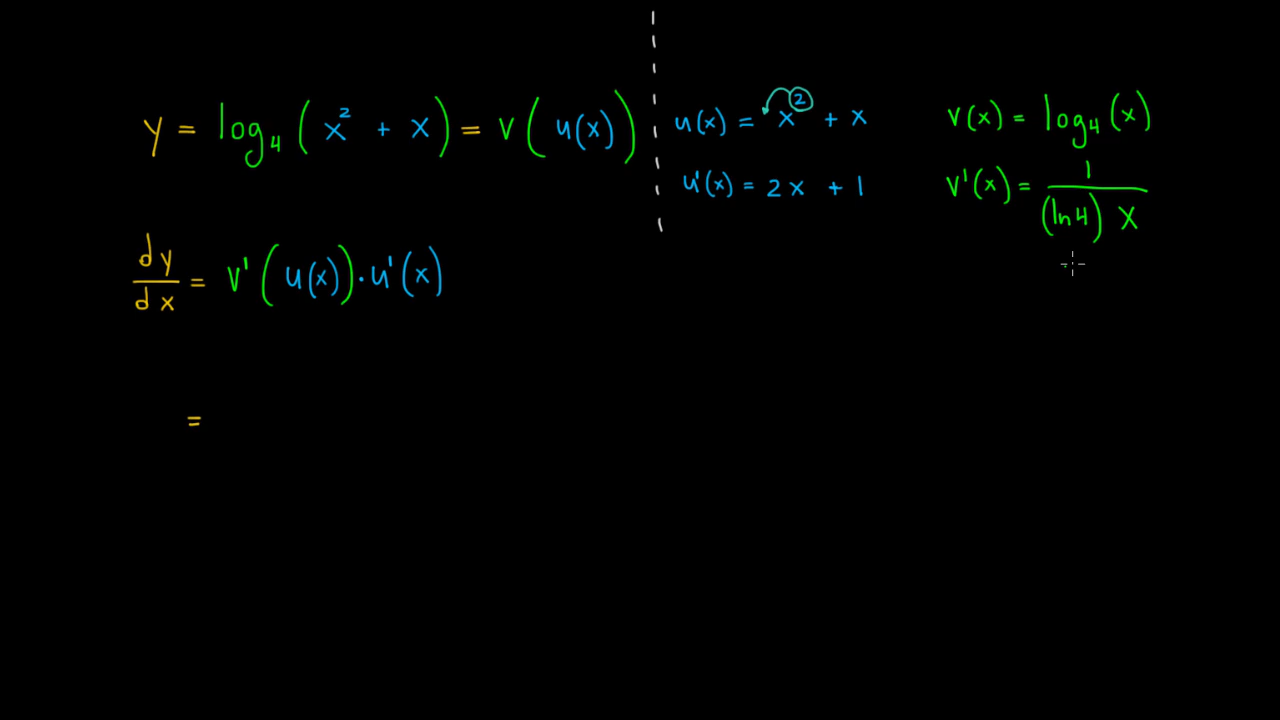 y = log₄(x² + x) = v(u(x))
u(x) = x² + x
u'(x) = 2x + 1
v(x) = log₄(x)
v'(x) = 1/((ln4) x)
dy/dx = v'(u(x))·u'(x)
=